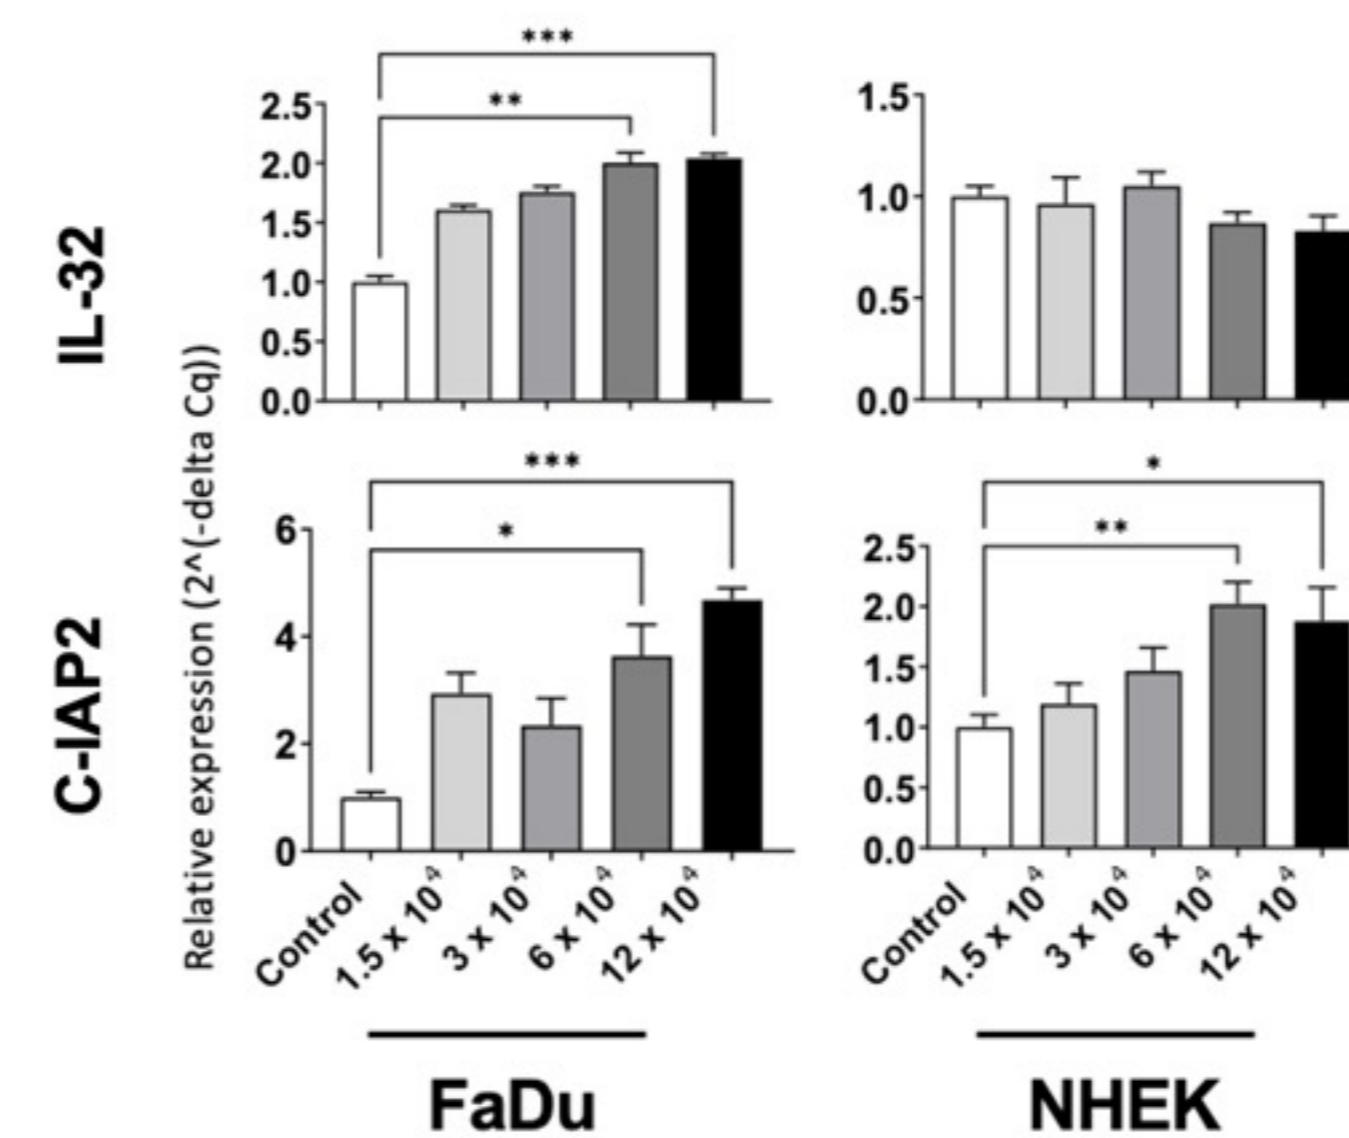 IL-32
***
**
2.5
2.0
1.5
1.0
0.5
0.0
1.5
1.0
0.5
0.0
Relative expression (2^(-delta Cq))
C-IAP2
***
*
6
4
2
0
*
**
2.5
2.0
1.5
1.0
0.5
0.0
Control
1.5 x 10⁴
3 x 10⁴
6 x 10⁴
12 x 10⁴
Control
1.5 x 10⁴
3 x 10⁴
6 x 10⁴
12 x 10⁴
FaDu
NHEK